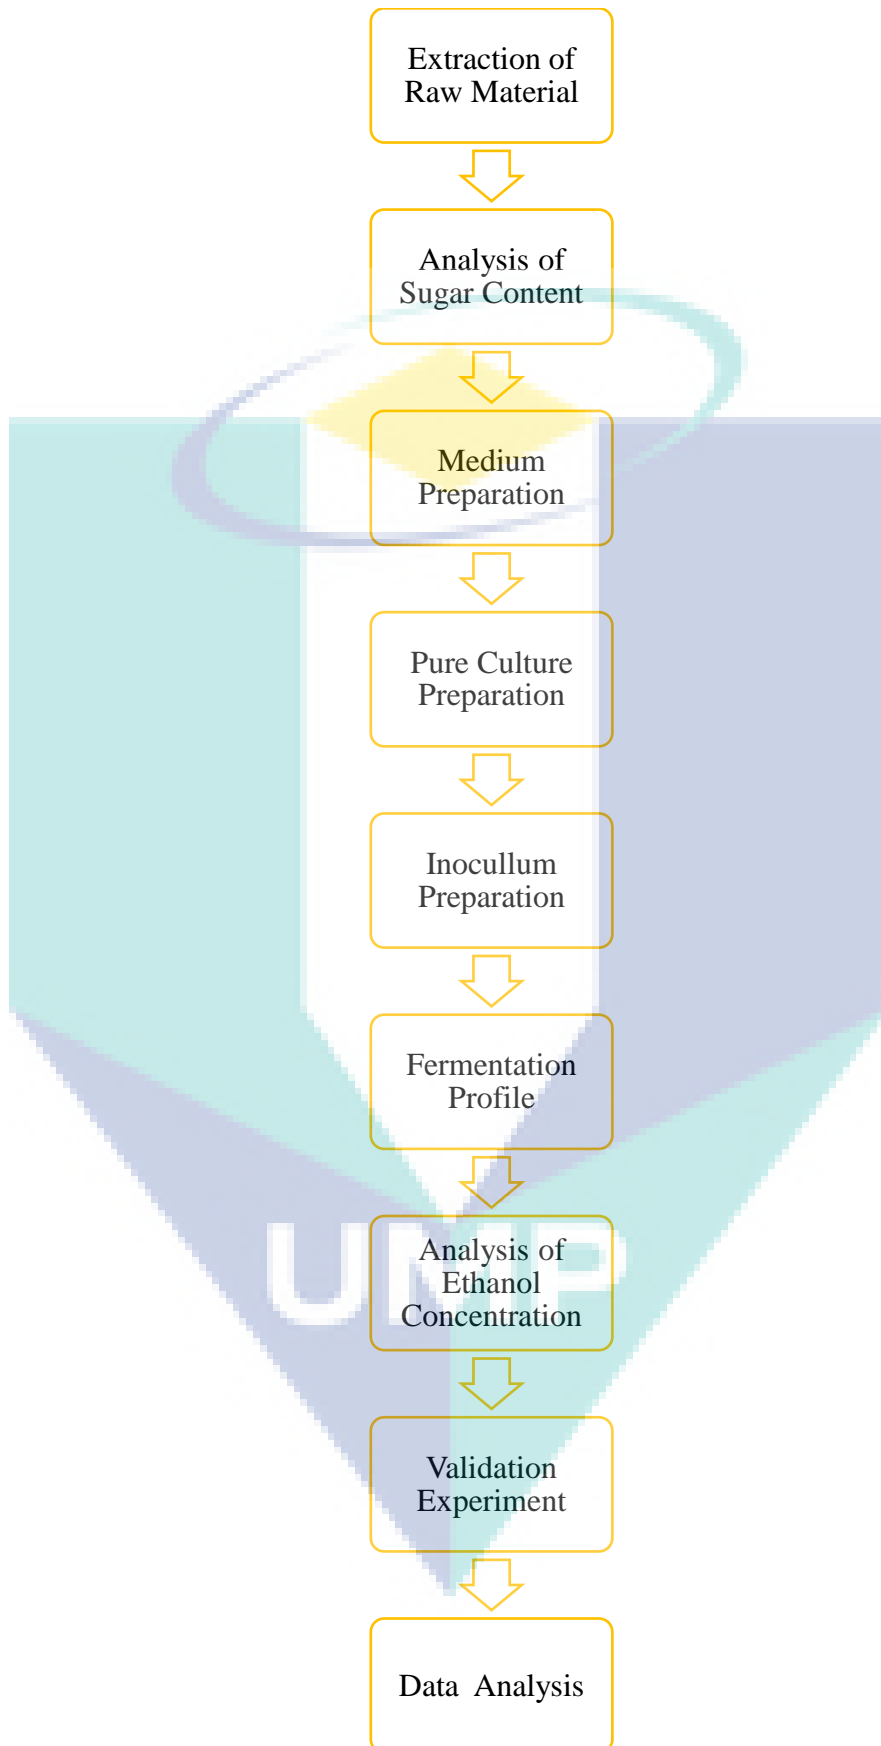 Extraction of
Raw Material
Analysis of
Sugar Content
Medium
Preparation
Pure Culture
Preparation
Inocullum
Preparation
Fermentation
Profile
UMP
Analysis of
Ethanol
Concentration
Validation
Experiment
Data Analysis